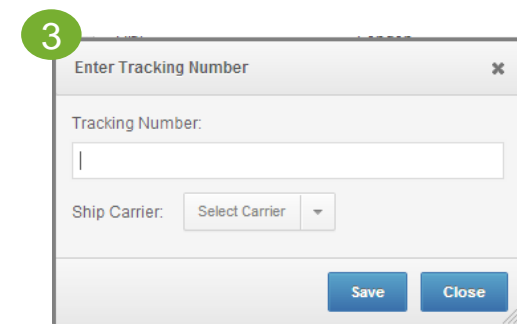 3
Enter Tracking Number
Tracking Number:
Ship Carrier: Select Carrier
Save Close